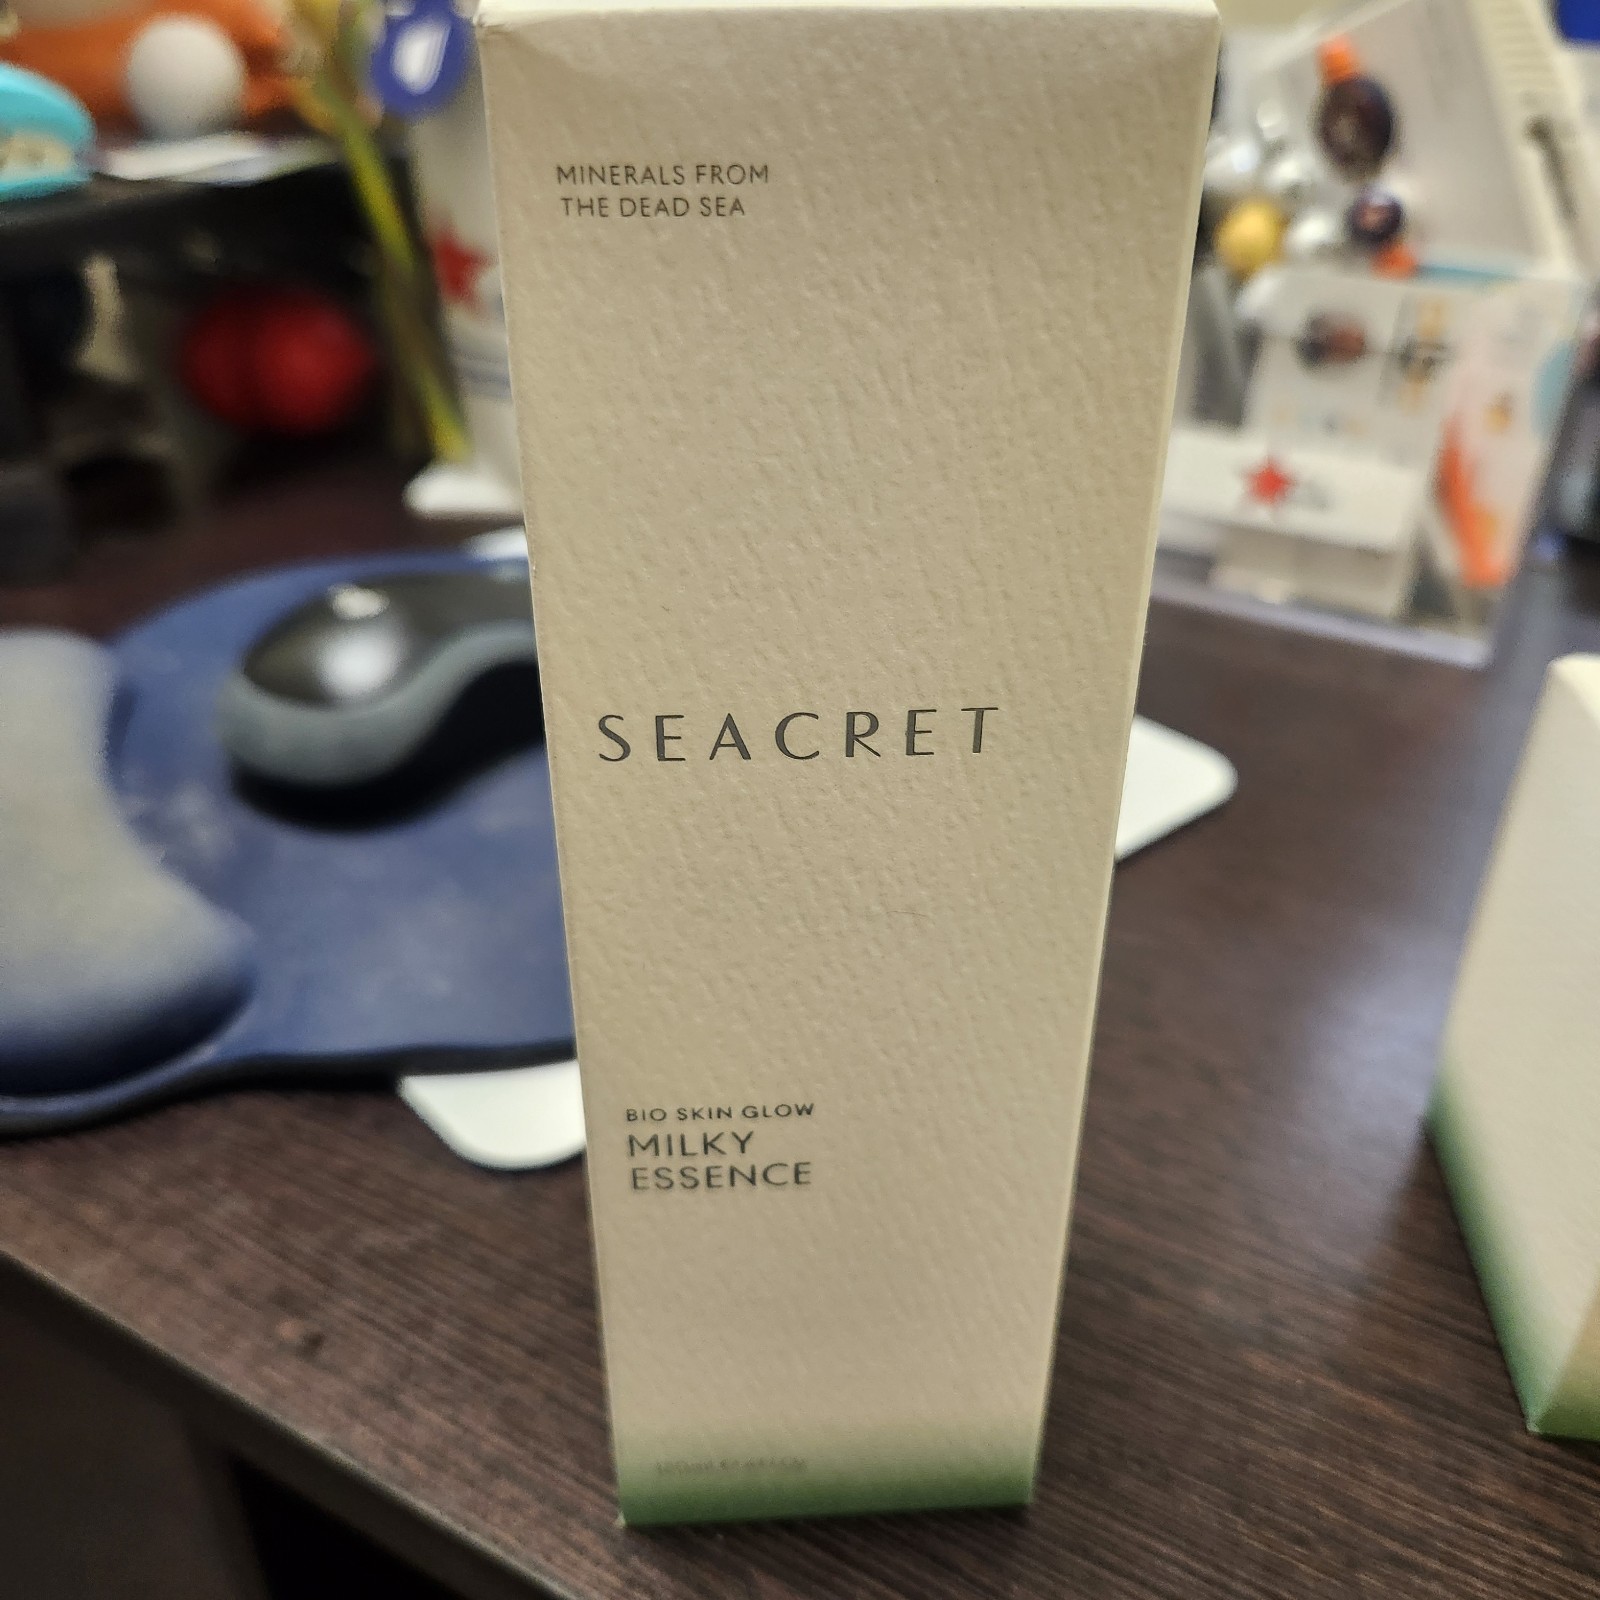 MINERALS FROM
THE DEAD SEA
SEACRET
BIO SKIN GLOW
MILKY
ESSENCE